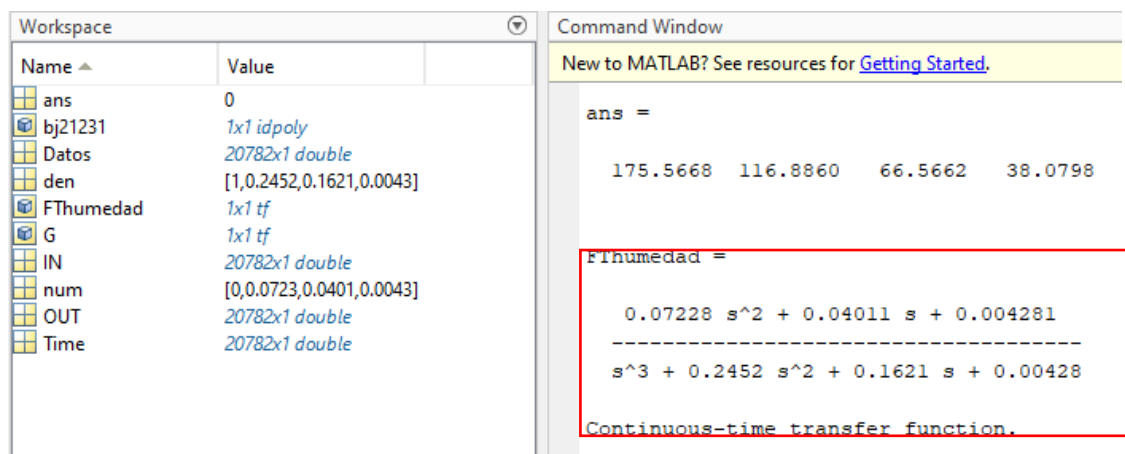 Workspace
Name Value
ans 0
bj21231 1x1 idpoly
Datos 20782x1 double
den [1,0.2452,0.1621,0.0043]
FThumedad 1x1 tf
G 1x1 tf
IN 20782x1 double
num [0,0.0723,0.0401,0.0043]
OUT 20782x1 double
Time 20782x1 double
Command Window
New to MATLAB? See resources for Getting Started.
ans =
175.5668 116.8860 66.5662 38.0798
FThumedad =
0.07228 s^2 + 0.04011 s + 0.004281
-------------------------------------
s^3 + 0.2452 s^2 + 0.1621 s + 0.00428
Continuous-time transfer function.